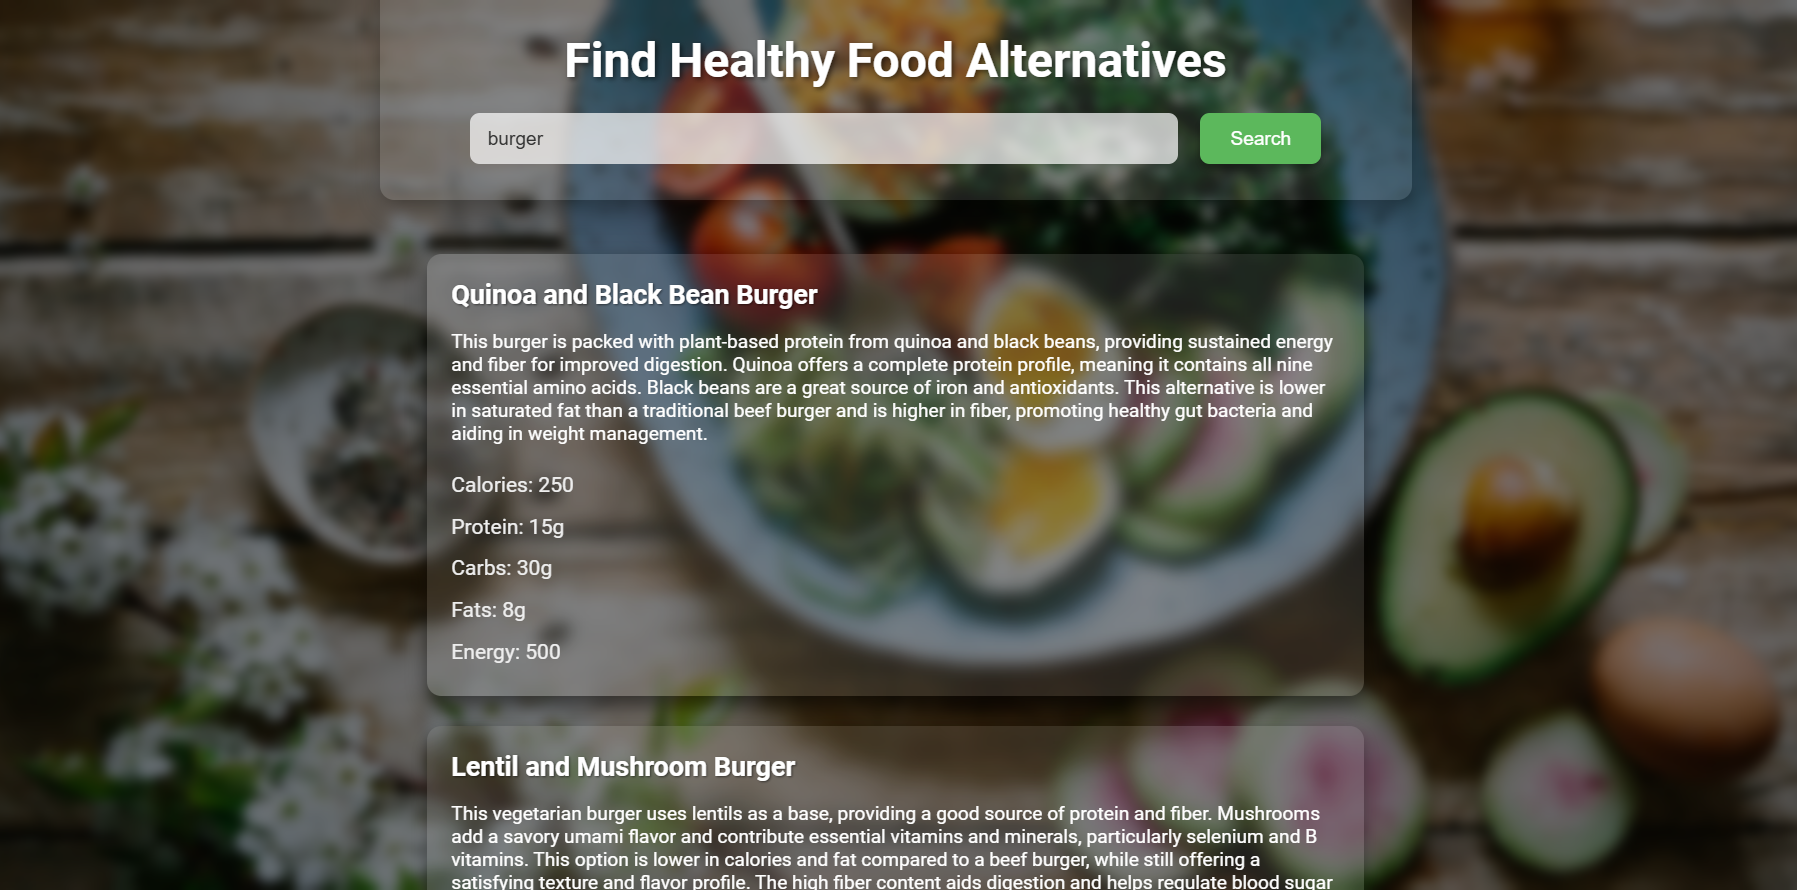 Find Healthy Food Alternatives
burger
Search
Quinoa and Black Bean Burger
This burger is packed with plant-based protein from quinoa and black beans, providing sustained energy
and fiber for improved digestion. Quinoa offers a complete protein profile, meaning it contains all nine
essential amino acids. Black beans are a great source of iron and antioxidants. This alternative is lower
in saturated fat than a traditional beef burger and is higher in fiber, promoting healthy gut bacteria and
aiding in weight management.
Calories: 250
Protein: 15g
Carbs: 30g
Fats: 8g
Energy: 500
Lentil and Mushroom Burger
This vegetarian burger uses lentils as a base, providing a good source of protein and fiber. Mushrooms
add a savory umami flavor and contribute essential vitamins and minerals, particularly selenium and B
vitamins. This option is lower in calories and fat compared to a beef burger, while still offering a
satisfying texture and flavor profile. The high fiber content aids digestion and helps regulate blood sugar